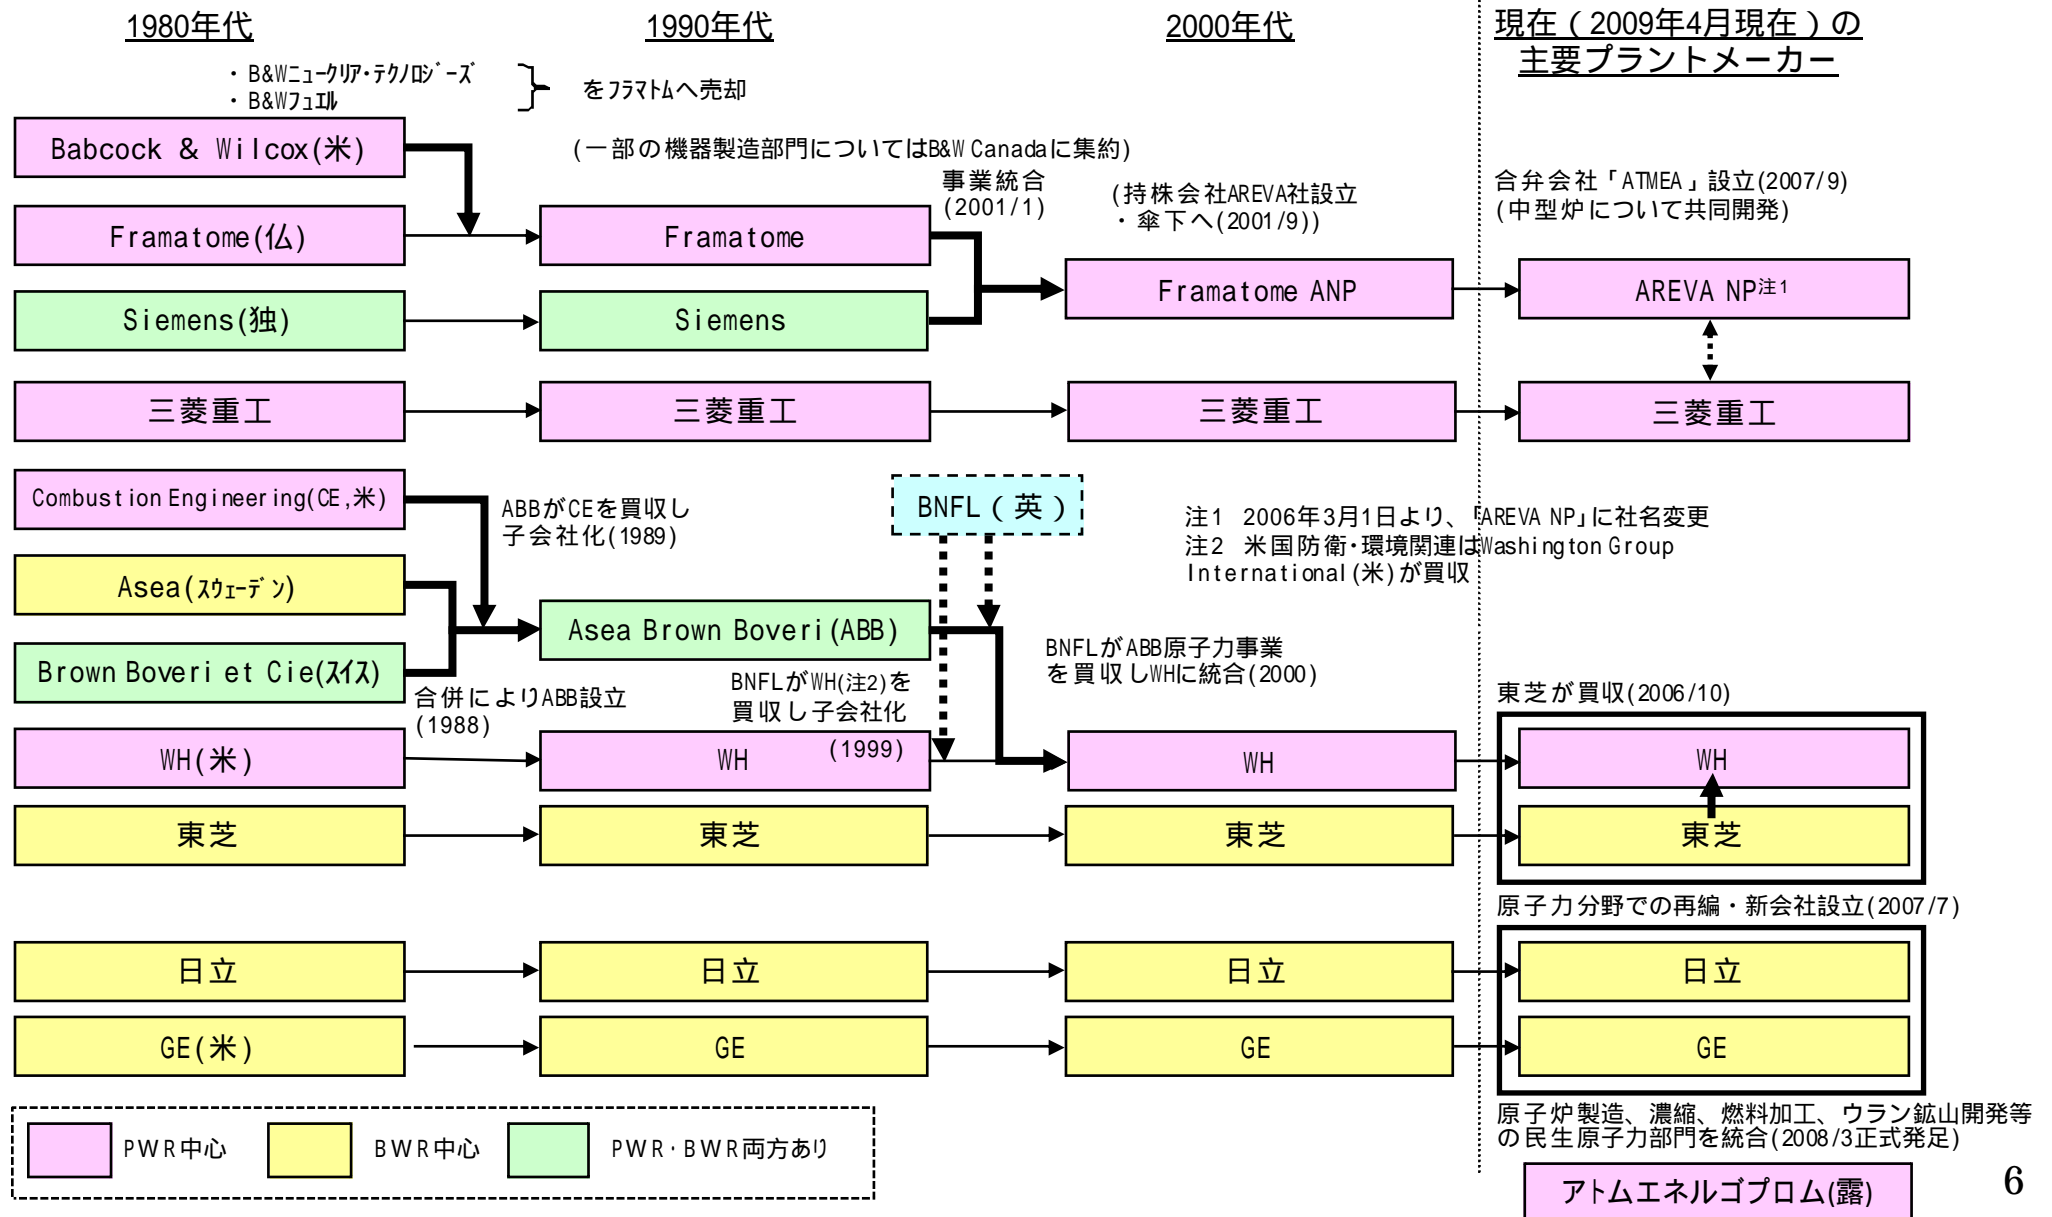 1980年代
1990年代
2000年代
現在（2009年4月現在）の
主要プラントメーカー
・B&Wニュークリア・テクノロジーズ
・B&Wフュエル
をフラマトムへ売却
Babcock & Wilcox(米)
(一部の機器製造部門についてはB&W Canadaに集約)
事業統合
(2001/1)
(持株会社AREVA社設立
・傘下へ(2001/9))
合弁会社「ATMEA」設立(2007/9)
(中型炉について共同開発)
Framatome(仏)
Framatome
Framatome ANP
AREVA NP注1
Siemens(独)
Siemens
三菱重工
三菱重工
三菱重工
三菱重工
Combustion Engineering(CE,米)
ABBがCEを買収し
子会社化(1989)
BNFL（英）
注1 2006年3月1日より、「AREVA NP」に社名変更
注2 米国防衛・環境関連はWashington Group
International(米)が買収
Asea(スウェーデン)
Asea Brown Boveri(ABB)
Brown Boveri et Cie(スイス)
BNFLがABB原子力事業
を買収しWHに統合(2000)
合併によりABB設立
(1988)
BNFLがWH(注2)を
買収し子会社化
(1999)
東芝が買収(2006/10)
WH(米)
WH
WH
WH
東芝
東芝
東芝
東芝
原子力分野での再編・新会社設立(2007/7)
日立
日立
日立
日立
GE(米)
GE
GE
GE
原子炉製造、濃縮、燃料加工、ウラン鉱山開発等
の民生原子力部門を統合(2008/3正式発足)
アトムエネルゴプロム(露)
PWR中心
BWR中心
PWR・BWR両方あり
6